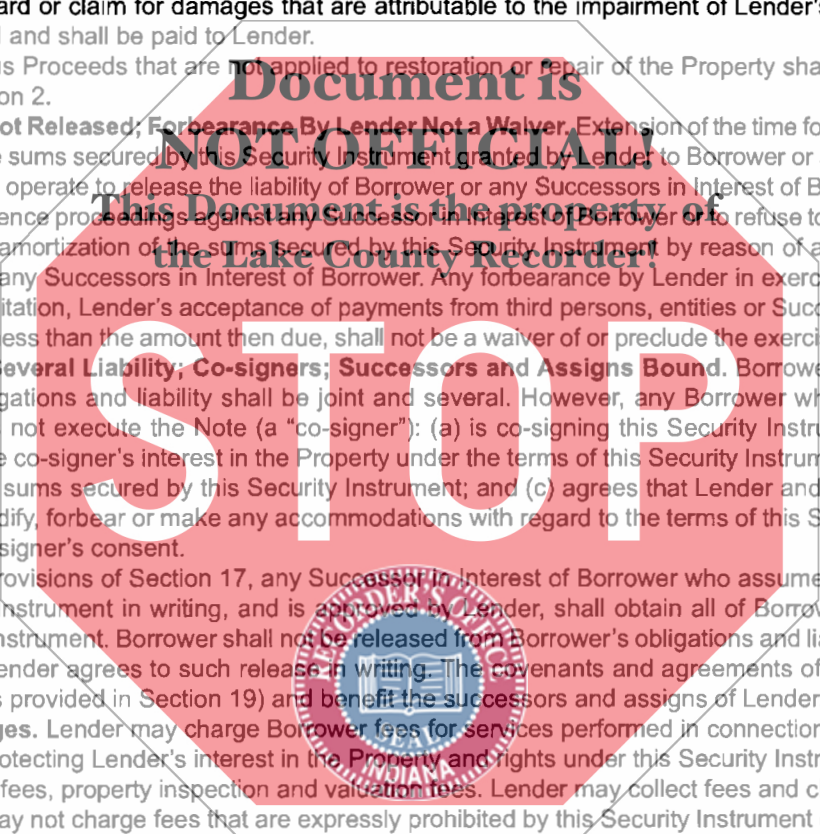 ard or claim for damages that are attributable to the impairment of Lender's
and shall be paid to Lender.
us Proceeds that are not applied to restoration or repair of the Property sha
on 2.
Document is
ot Released; Forbearance By Lender Not a Waiver. Extension of the time fo
NOT OFFICIAL!
sums secured by this Security Instrument granted by Lender to Borrower or
operate to release the liability of Borrower or any Successors in Interest of B
This Document is the property of
ence proceedings against any Successor in Interest of Borrower or to refuse to
amortization of the sums secured by this Security Instrument by reason of a
the Lake County Recorder!
any Successors in Interest of Borrower. Any forbearance by Lender in exerc
itation, Lender's acceptance of payments from third persons, entities or Succ
ess than the amount then due, shall not be a waiver of or preclude the exerci
STOP
everal Liability; Co-signers; Successors and Assigns Bound. Borrowe
gations and liability shall be joint and several. However, any Borrower wh
not execute the Note (a “co-signer”): (a) is co-signing this Security Instru
e co-signer's interest in the Property under the terms of this Security Instrum
sums secured by this Security Instrument; and (c) agrees that Lender and
dify, forbear or make any accommodations with regard to the terms of this S
signer's consent.
rovisions of Section 17, any Successor in Interest of Borrower who assume
nstrument in writing, and is approved by Lender, shall obtain all of Borrow
nstrument. Borrower shall not be released from Borrower's obligations and lia
ender agrees to such release in writing. The covenants and agreements of
s provided in Section 19) and benefit the successors and assigns of Lender
ges. Lender may charge Borrower fees for services performed in connection
otecting Lender's interest in the Property and rights under this Security Instr
fees, property inspection and valuation fees. Lender may collect fees and c
ay not charge fees that are expressly prohibited by this Security Instrument
RECORDER'S OFFICE
SEAL
INDIANA